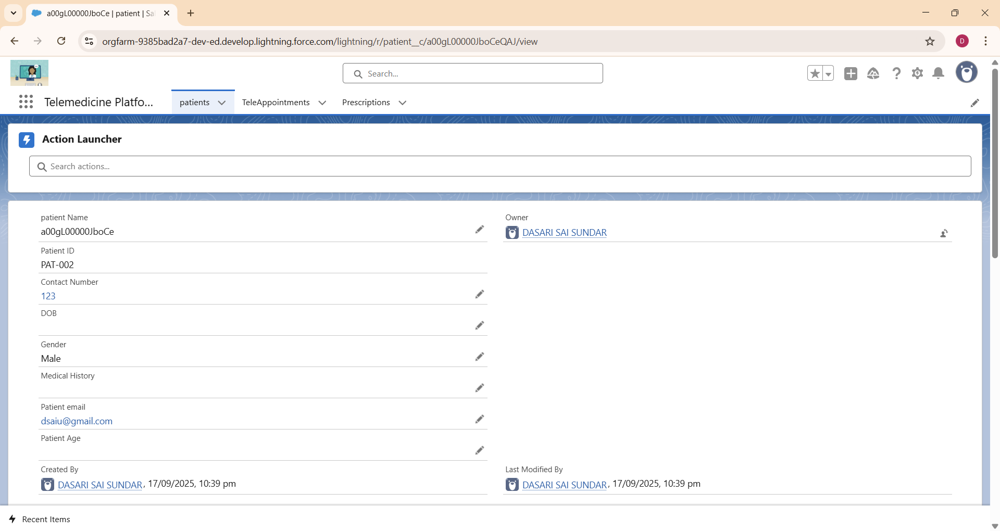 a00gL00000JboCe | patient | Sa
orgfarm-9385bad2a7-dev-ed.develop.lightning.force.com/lightning/r/patient__c/a00gL00000JboCeQAJ/view
D
Search...
Telemedicine Platfo...
patients
TeleAppointments
Prescriptions
Action Launcher
Search actions...
patient Name
a00gL00000JboCe
Owner
DASARI SAI SUNDAR
Patient ID
PAT-002
Contact Number
123
DOB
Gender
Male
Medical History
Patient email
dsaiu@gmail.com
Patient Age
Created By
DASARI SAI SUNDAR, 17/09/2025, 10:39 pm
Last Modified By
DASARI SAI SUNDAR, 17/09/2025, 10:39 pm
Recent Items